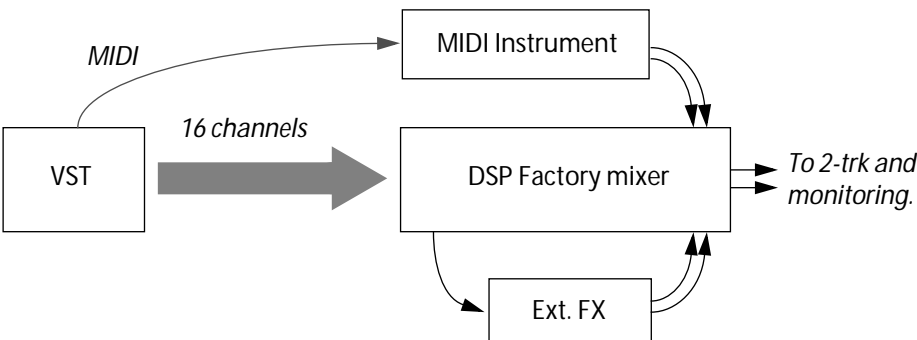 MIDI Instrument
MIDI
16 channels
VST
DSP Factory mixer
To 2-trk and
monitoring.
Ext. FX